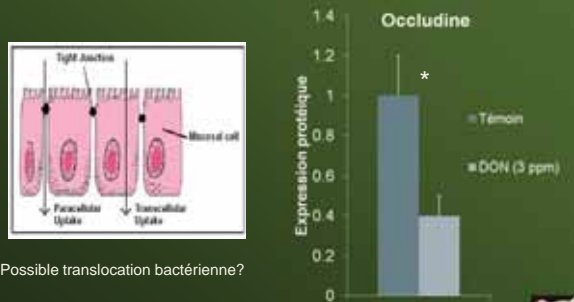 Tight Junction
Mucosal cell
Paracellular
Uptake
Transcellular
Uptake
Possible translocation bactérienne?
Occludine
Expression protéique
1.4
1.2
1
0.8
0.6
0.4
0.2
0
*
Témoin
DON (3 ppm)